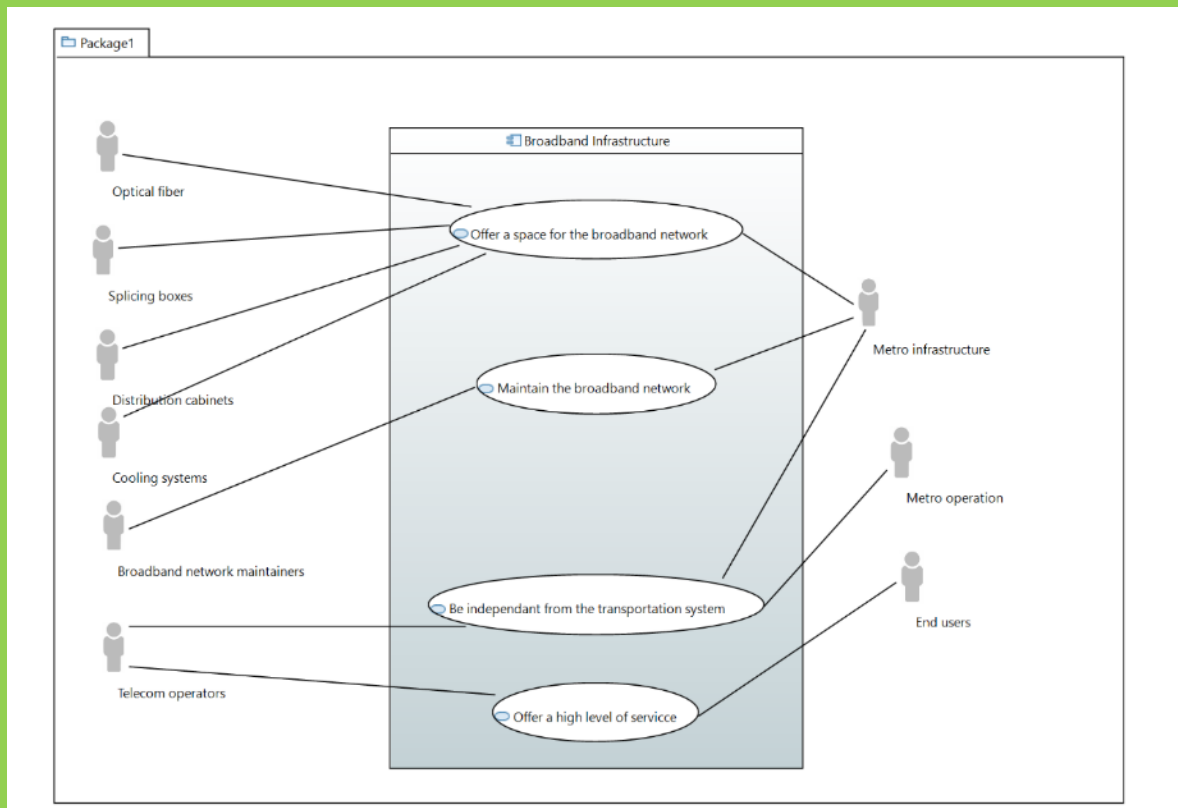 Package1
Broadband Infrastructure
Optical fiber
Offer a space for the broadband network
Splicing boxes
Metro infrastructure
Maintain the broadband network
Distribution cabinets
Cooling systems
Metro operation
Broadband network maintainers
Be independant from the transportation system
End users
Telecom operators
Offer a high level of servicce